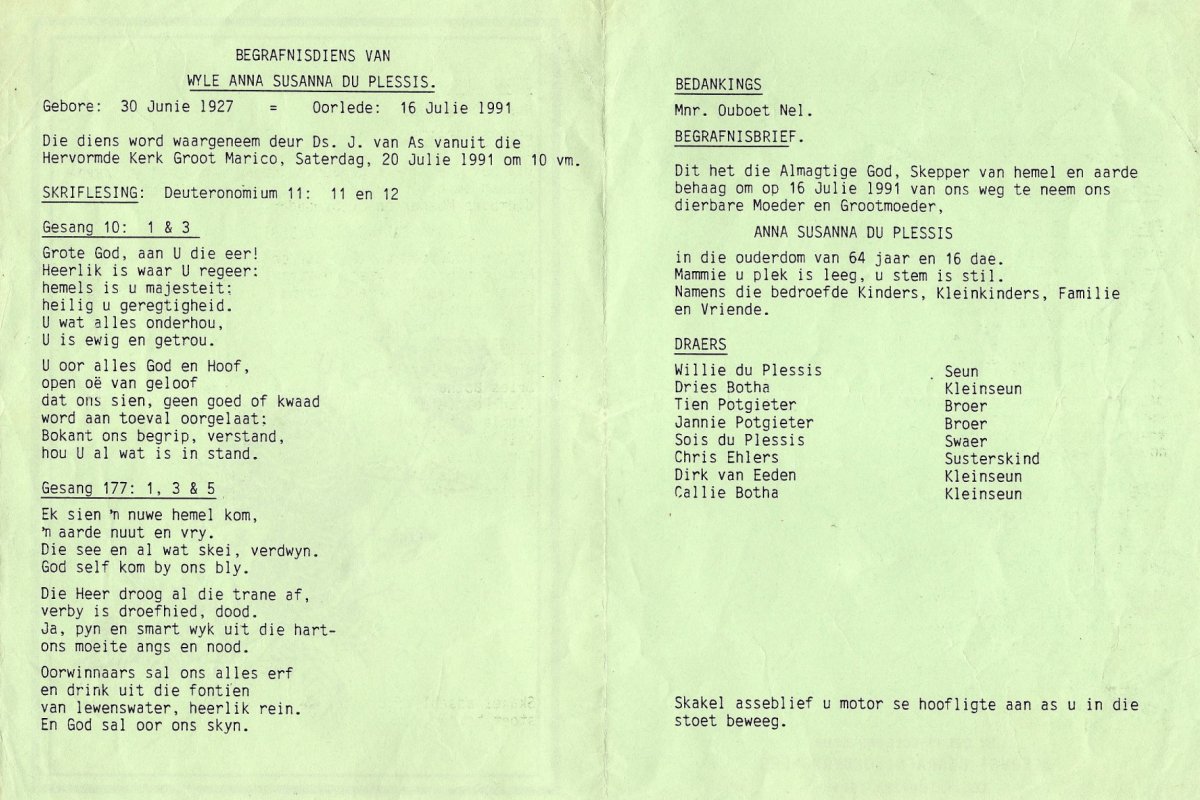 BEGRAFNISDIENS VAN
WYLE ANNA SUSANNA DU PLESSIS.
Gebore: 30 Junie 1927 = Oorlede: 16 Julie 1991
Die diens word waargeneem deur Ds. J. van As vanuit die
Hervormde Kerk Groot Marico, Saterdag, 20 Julie 1991 om 10 vm.
SKRIFLESING: Deuteronomium 11: 11 en 12
Gesang 10: 1 & 3
Grote God, aan U die eer!
Heerlik is waar U regeer:
hemels is u majesteit;
heilig u geregtigheid.
U wat alles onderhou,
U is ewig en getrou.
U oor alles God en Hoof,
open oë van geloof
dat ons sien, geen goed of kwaad
word aan toeval oorgelaat;
Bokant ons begrip, verstand,
hou U al wat is in stand.
Gesang 177: 1, 3 & 5
Ek sien 'n nuwe hemel kom,
'n aarde nuut en vry.
Die see en al wat skei, verdwyn.
God self kom by ons bly.
Die Heer droog al die trane af,
verby is droefhied, dood.
Ja, pyn en smart wyk uit die hart-
ons moeite angs en nood.
Oorwinnaars sal ons alles erf
en drink uit die fontien
van lewenswater, heerlik rein.
En God sal oor ons skyn.
BEDANKINGS
Mnr. Ouboet Nel.
BEGRAFNISBRIEF.
Dit het die Almagtige God, Skepper van hemel en aarde
behaag om op 16 Julie 1991 van ons weg te neem ons
dierbare Moeder en Grootmoeder,
ANNA SUSANNA DU PLESSIS
in die ouderdom van 64 jaar en 16 dae.
Mammie u plek is leeg, u stem is stil.
Namens die bedroefde Kinders, Kleinkinders, Familie
en Vriende.
DRAERS
Willie du Plessis Seun
Dries Botha Kleinseun
Tien Potgieter Broer
Jannie Potgieter Broer
Sois du Plessis Swaer
Chris Ehlers Susterskind
Dirk van Eeden Kleinseun
Callie Botha Kleinseun
Skakel asseblief u motor se hoofligte aan as u in die
stoet beweeg.